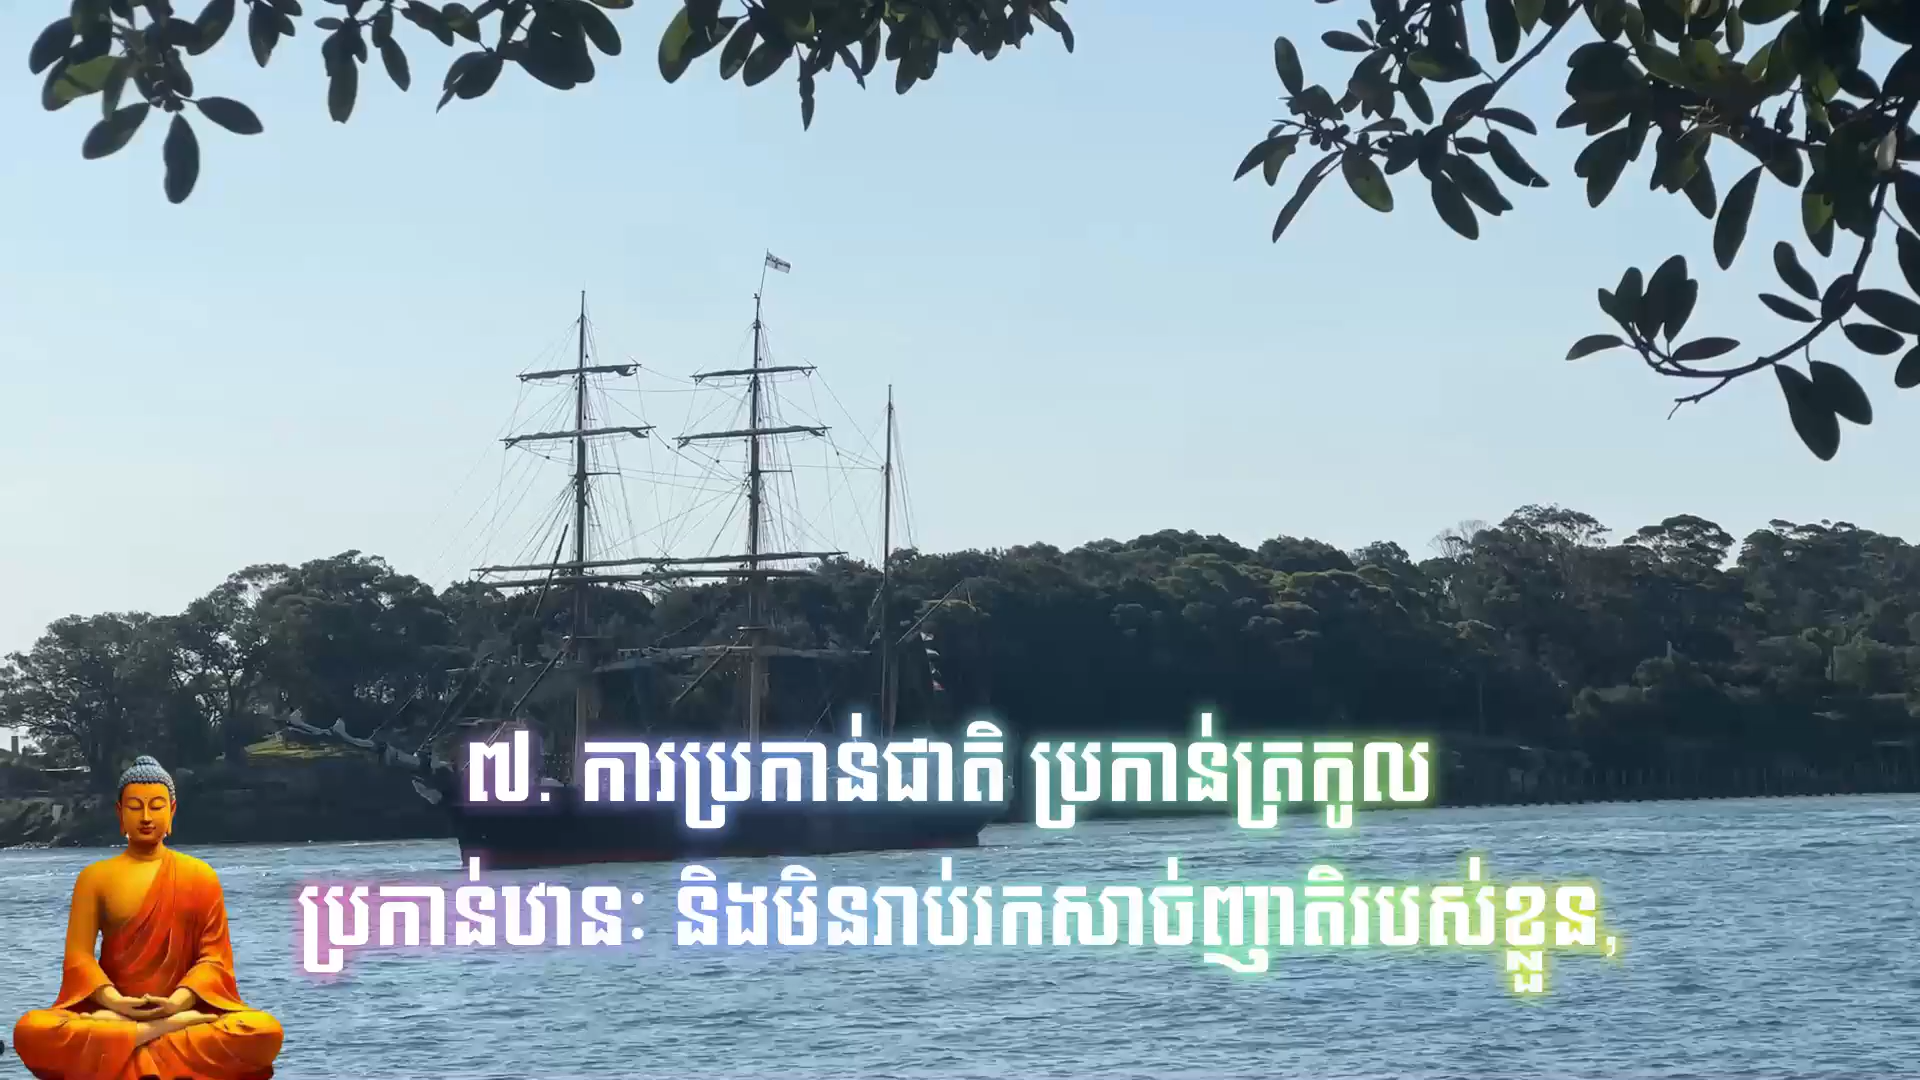 ៧. ការប្រកាន់ជាតិ ប្រកាន់ត្រកូល
ប្រកាន់ឋានៈ និងមិនរាប់រកសាច់ញាតិរបស់ខ្លួន,